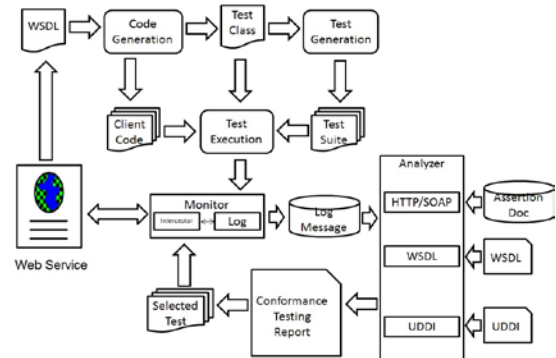 WSDL
Code
Generation
Test
Class
Test
Generation
Client
Code
Test
Execution
Test
Suite
Analyzer
Monitor
Interceptor
Log
Log
Message
HTTP/SOAP
Assertion
Doc
Web Service
WSDL
WSDL
Selected
Test
Conformance
Testing
Report
UDDI
UDDI